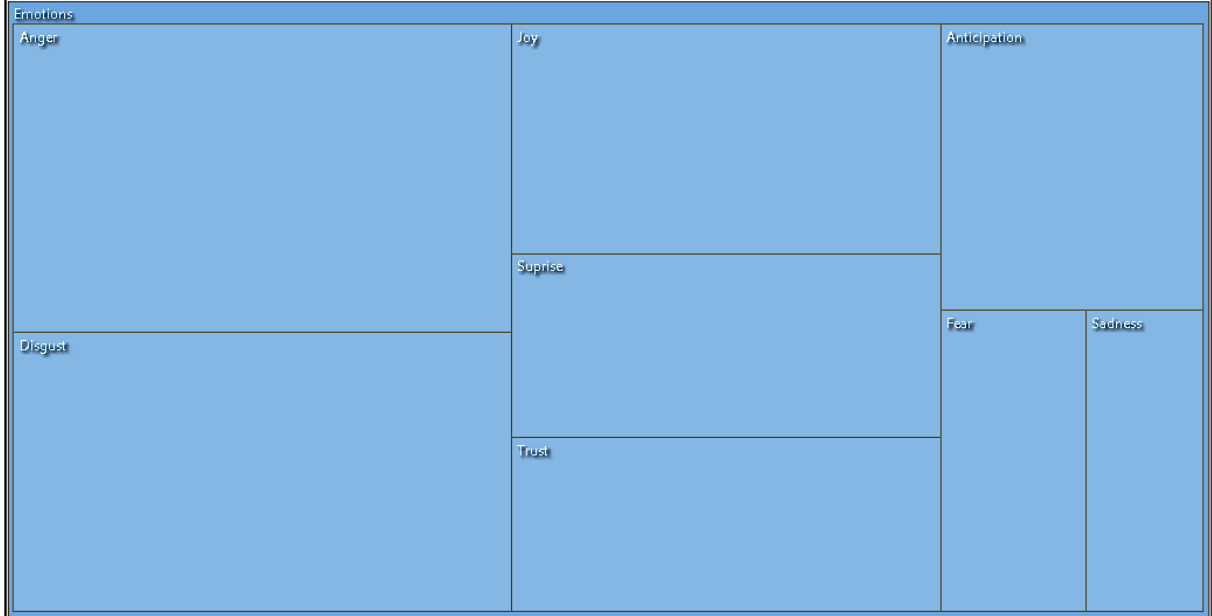 Emotions
Anger
Joy
Anticipation
Suprise
Fear
Sadness
Disgust
Trust